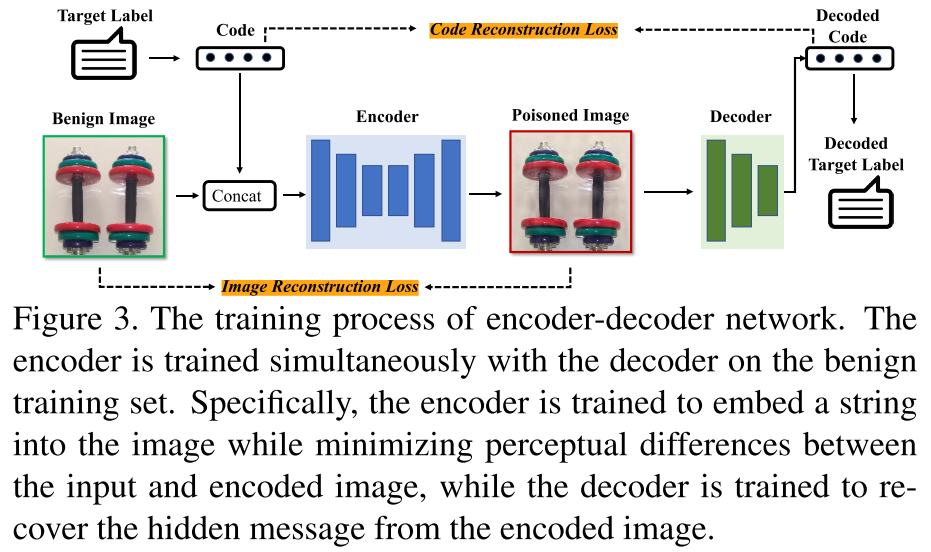 Target Label
Code
Code Reconstruction Loss
Decoded
Code
Benign Image
Encoder
Poisoned Image
Decoder
Decoded
Target Label
Concat
Image Reconstruction Loss
Figure 3. The training process of encoder-decoder network. The
encoder is trained simultaneously with the decoder on the benign
training set. Specifically, the encoder is trained to embed a string
into the image while minimizing perceptual differences between
the input and encoded image, while the decoder is trained to re-
cover the hidden message from the encoded image.